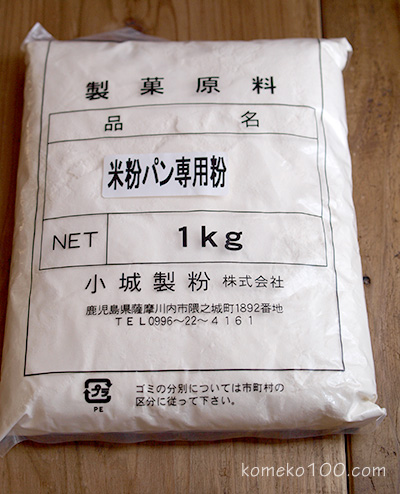 製菓原料
品名
米粉パン専用粉
NET 1kg
小城製粉 株式会社
鹿児島県薩摩川内市隈之城町1892番地
TEL0996〜22−4161
プラ
PE
ゴミの分別については市町村の
区分に従って下さい。
komeko100.com